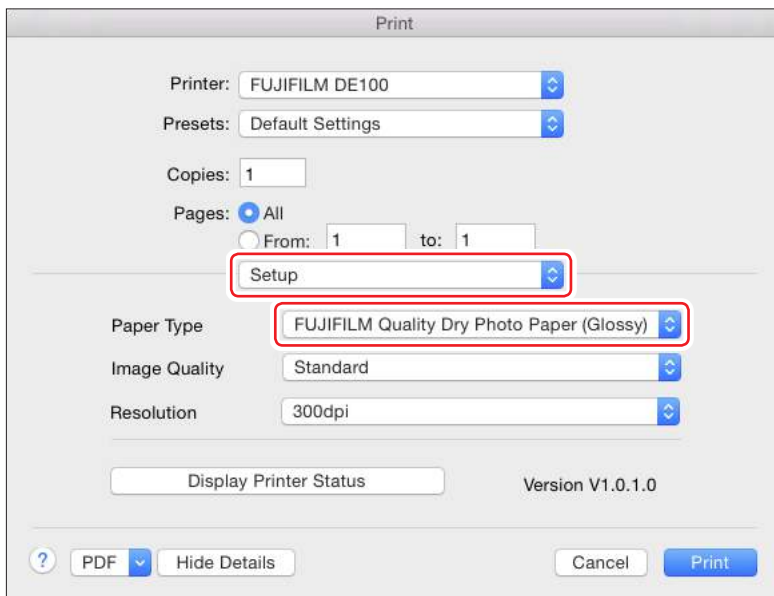 Print
Printer: FUJIFILM DE100
Presets: Default Settings
Copies: 1
Pages: All
From: 1 to: 1
Setup
Paper Type FUJIFILM Quality Dry Photo Paper (Glossy)
Image Quality Standard
Resolution 300dpi
Display Printer Status Version V1.0.1.0
? PDF Hide Details Cancel Print